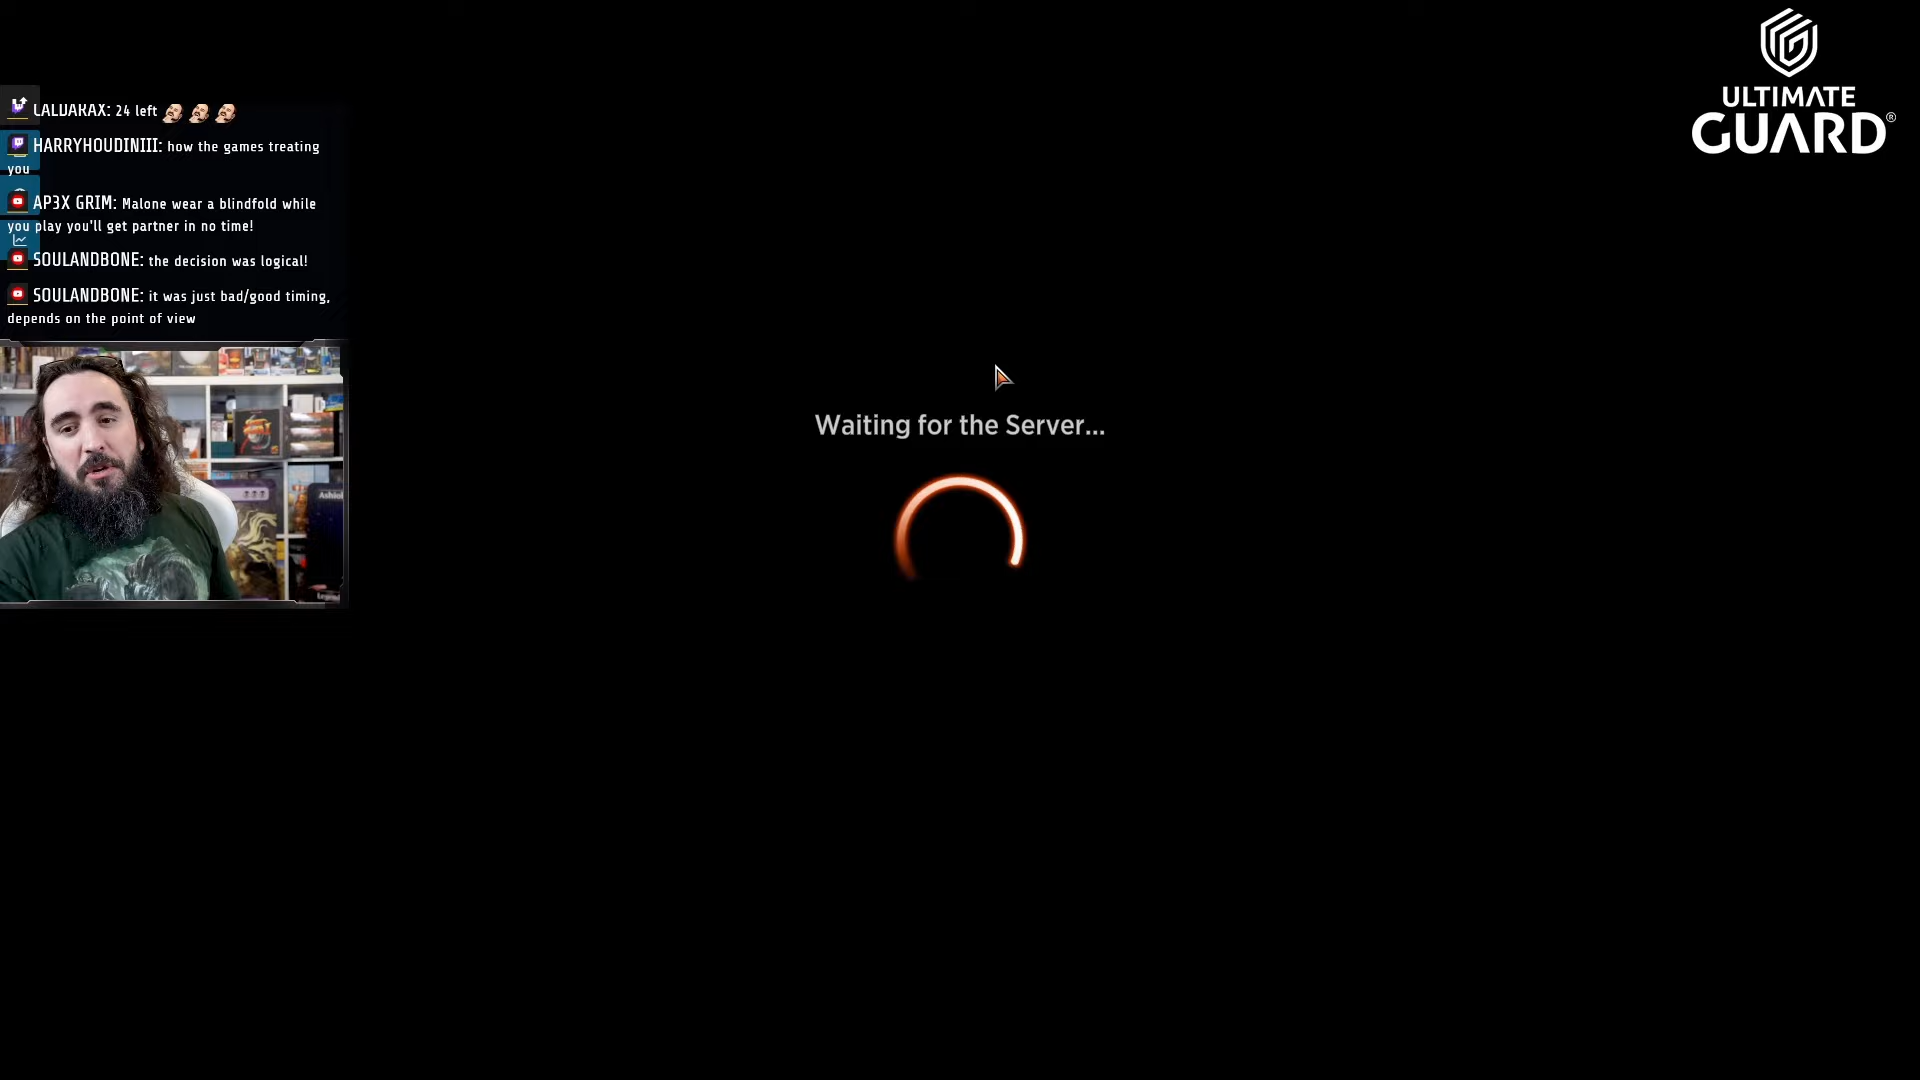 ULTIMATE
GUARD®
CALDARAX: 24 left
HARRYHOUDINIII: how the games treating
you
AP3X GRIM: Malone wear a blindfold while
you play you'll get partner in no time!
SOULANDBONE: the decision was logical!
SOULANDBONE: it was just bad/good timing,
depends on the point of view
Waiting for the Server...
Ashiok